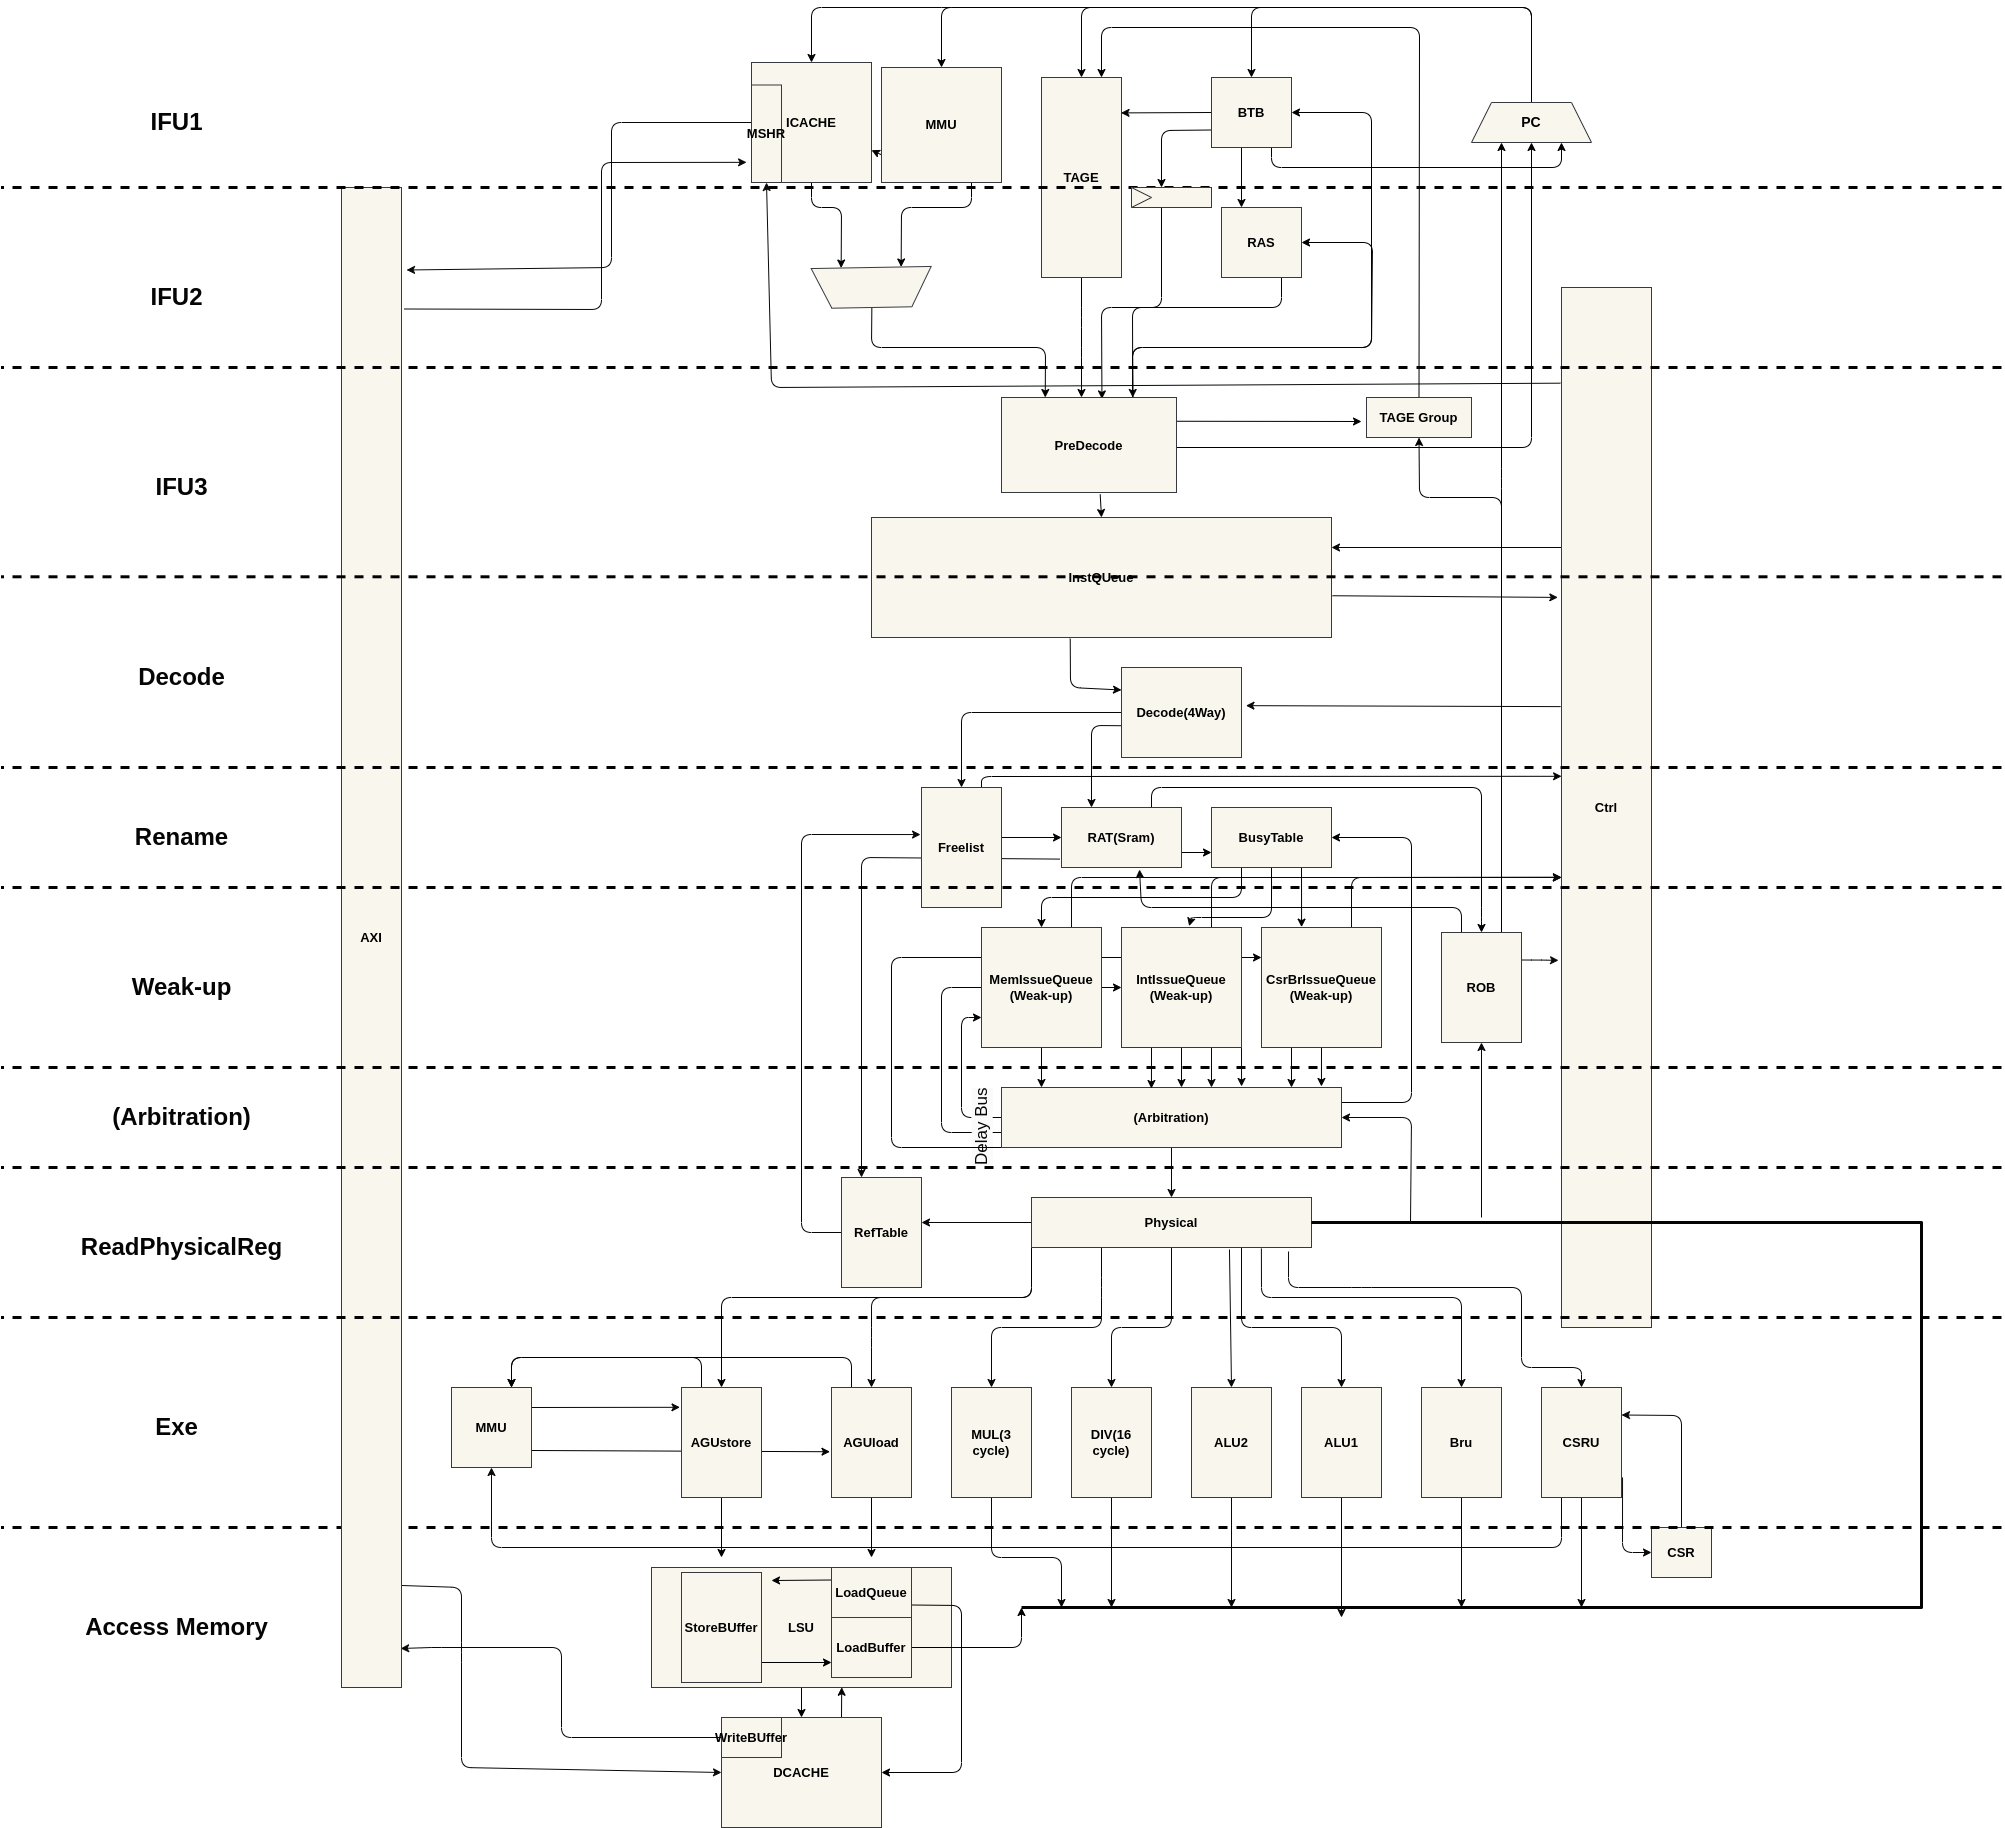 IFU1
ICACHE
MSHR
MMU
TAGE
BTB
PC
IFU2
RAS
IFU3
PreDecode
TAGE Group
InstQUeue
Decode
Decode(4Way)
Ctrl
Rename
Freelist
RAT(Sram)
BusyTable
AXI
Weak-up
MemIssueQueue
(Weak-up)
IntIssueQueue
(Weak-up)
CsrBrIssueQueue
(Weak-up)
ROB
(Arbitration)
Delay Bus
(Arbitration)
ReadPhysicalReg
RefTable
Physical
Exe
MMU
AGUstore
AGUload
MUL(3
cycle)
DIV(16
cycle)
ALU2
ALU1
Bru
CSRU
CSR
Access Memory
StoreBUffer
LSU
LoadQueue
LoadBuffer
WriteBUffer
DCACHE